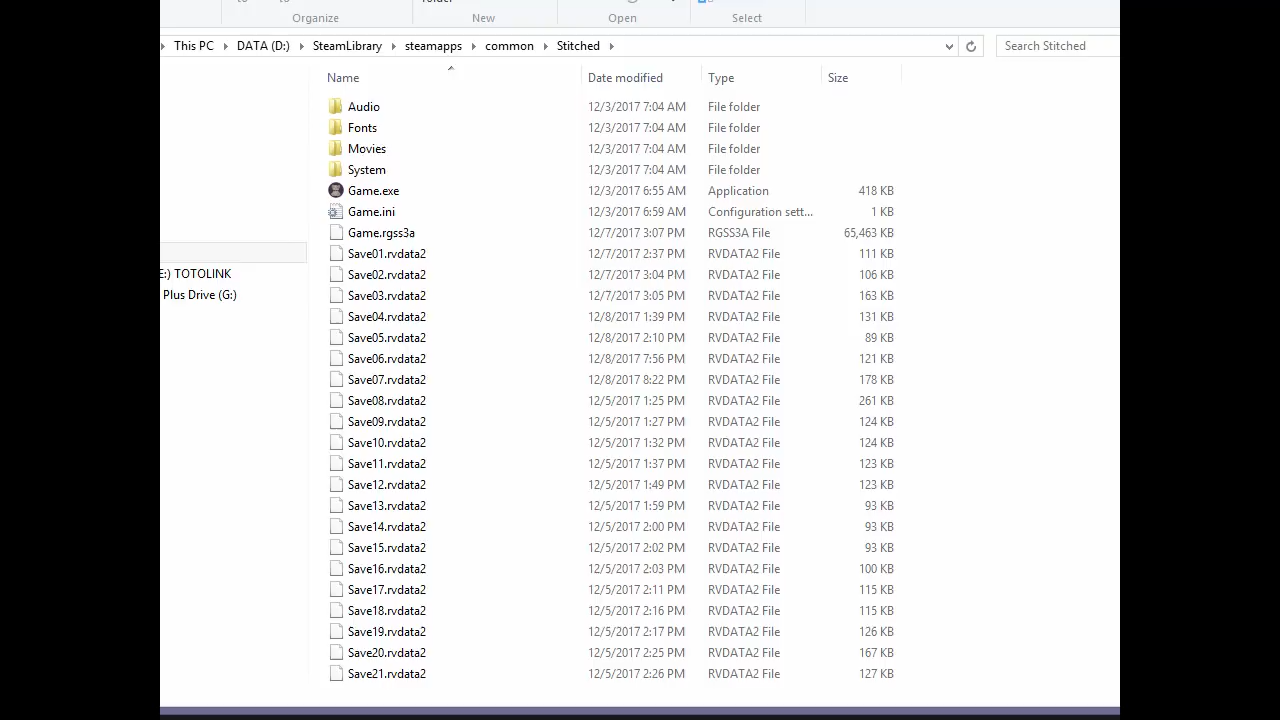 Organize New Open Select
This PC DATA (D:) SteamLibrary steamapps common Stitched Search Stitched
Name Date modified Type Size
Audio 12/3/2017 7:04 AM File folder
Fonts 12/3/2017 7:04 AM File folder
Movies 12/3/2017 7:04 AM File folder
System 12/3/2017 7:04 AM File folder
Game.exe 12/3/2017 6:55 AM Application 418 KB
Game.ini 12/3/2017 6:59 AM Configuration sett... 1 KB
Game.rgss3a 12/7/2017 3:07 PM RGSS3A File 65,463 KB
Save01.rvdata2 12/7/2017 2:37 PM RVDATA2 File 111 KB
E:) TOTOLINK Save02.rvdata2 12/7/2017 3:04 PM RVDATA2 File 106 KB
Plus Drive (G:) Save03.rvdata2 12/7/2017 3:05 PM RVDATA2 File 163 KB
Save04.rvdata2 12/8/2017 1:39 PM RVDATA2 File 131 KB
Save05.rvdata2 12/8/2017 2:10 PM RVDATA2 File 89 KB
Save06.rvdata2 12/8/2017 7:56 PM RVDATA2 File 121 KB
Save07.rvdata2 12/8/2017 8:22 PM RVDATA2 File 178 KB
Save08.rvdata2 12/5/2017 1:25 PM RVDATA2 File 261 KB
Save09.rvdata2 12/5/2017 1:27 PM RVDATA2 File 124 KB
Save10.rvdata2 12/5/2017 1:32 PM RVDATA2 File 124 KB
Save11.rvdata2 12/5/2017 1:37 PM RVDATA2 File 123 KB
Save12.rvdata2 12/5/2017 1:49 PM RVDATA2 File 123 KB
Save13.rvdata2 12/5/2017 1:59 PM RVDATA2 File 93 KB
Save14.rvdata2 12/5/2017 2:00 PM RVDATA2 File 93 KB
Save15.rvdata2 12/5/2017 2:02 PM RVDATA2 File 93 KB
Save16.rvdata2 12/5/2017 2:03 PM RVDATA2 File 100 KB
Save17.rvdata2 12/5/2017 2:11 PM RVDATA2 File 115 KB
Save18.rvdata2 12/5/2017 2:16 PM RVDATA2 File 115 KB
Save19.rvdata2 12/5/2017 2:17 PM RVDATA2 File 126 KB
Save20.rvdata2 12/5/2017 2:25 PM RVDATA2 File 167 KB
Save21.rvdata2 12/5/2017 2:26 PM RVDATA2 File 127 KB